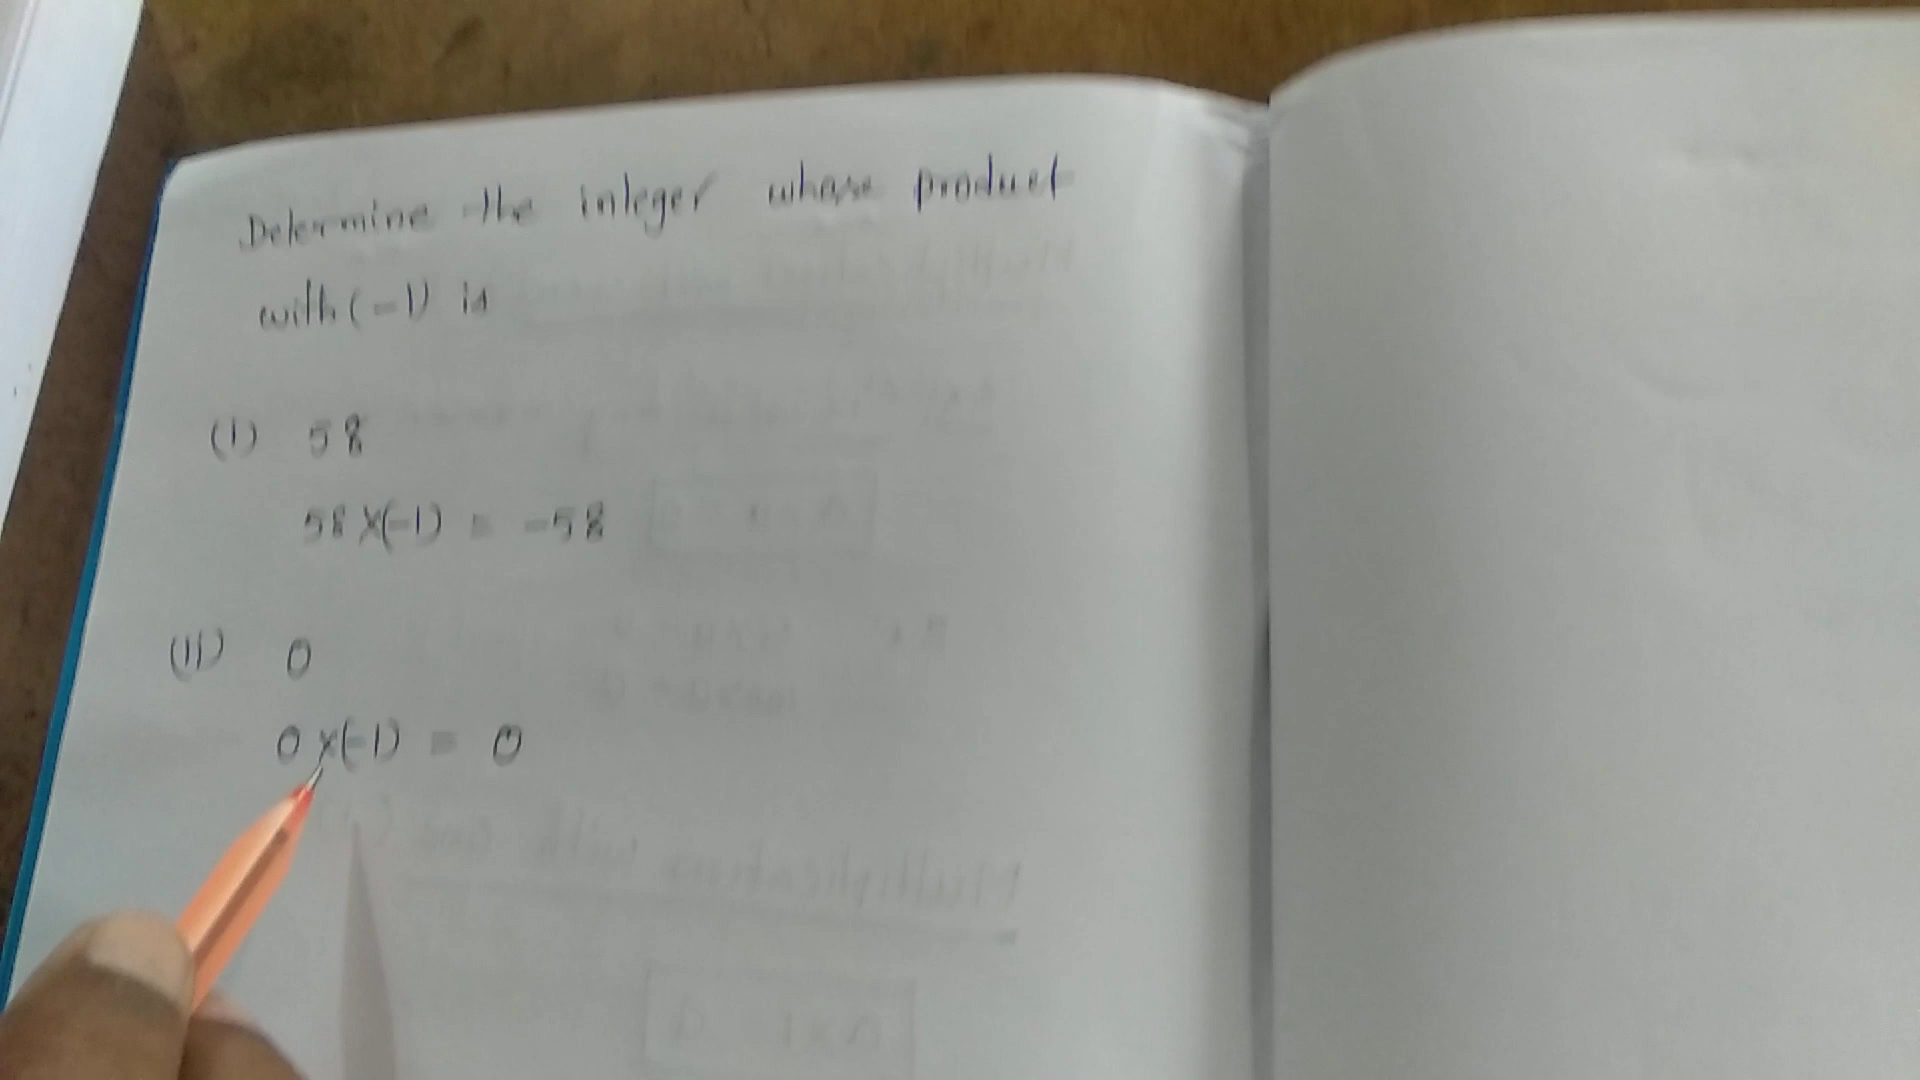 Determine the integer whose product
with (-1) is
(i) 58
58 x(-1) = -58
(ii) 0
0 x(-1) = 0